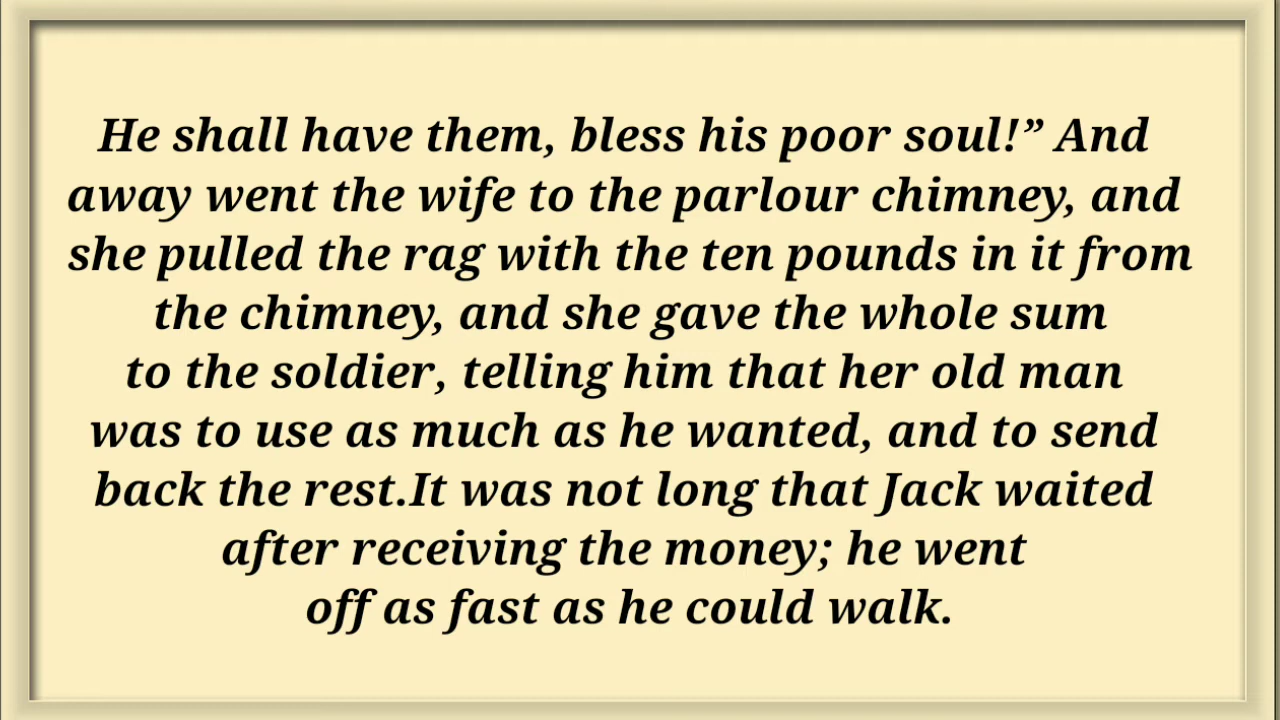 He shall have them, bless his poor soul!” And
away went the wife to the parlour chimney, and
she pulled the rag with the ten pounds in it from
the chimney, and she gave the whole sum
to the soldier, telling him that her old man
was to use as much as he wanted, and to send
back the rest.It was not long that Jack waited
after receiving the money; he went
off as fast as he could walk.